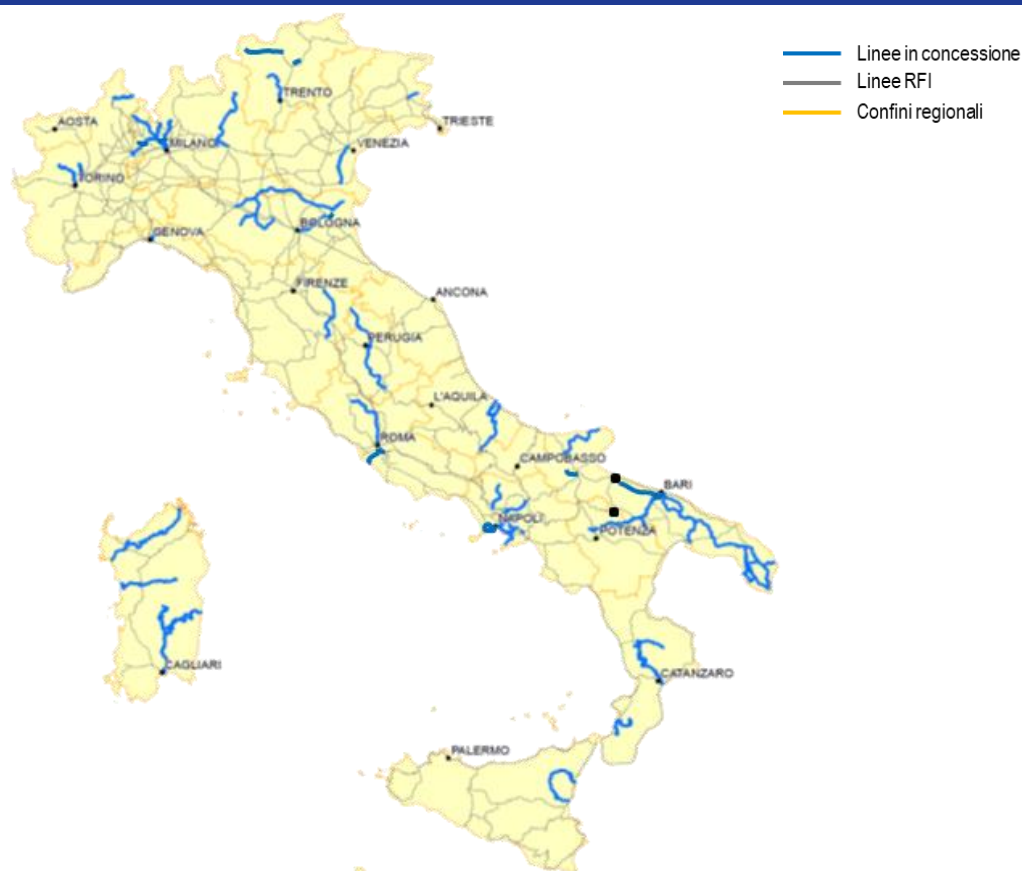 Linee in concessione
Linee RFI
Confini regionali
TRENTO
AOSTA
TRIESTE
MILANO
VENEZIA
TORINO
BOLOGNA
GENOVA
FIRENZE
ANCONA
PERUGIA
L'AQUILA
ROMA
CAMPOBASSO
BARI
NAPOLI
POTENZA
CAGLIARI
CATANZARO
PALERMO